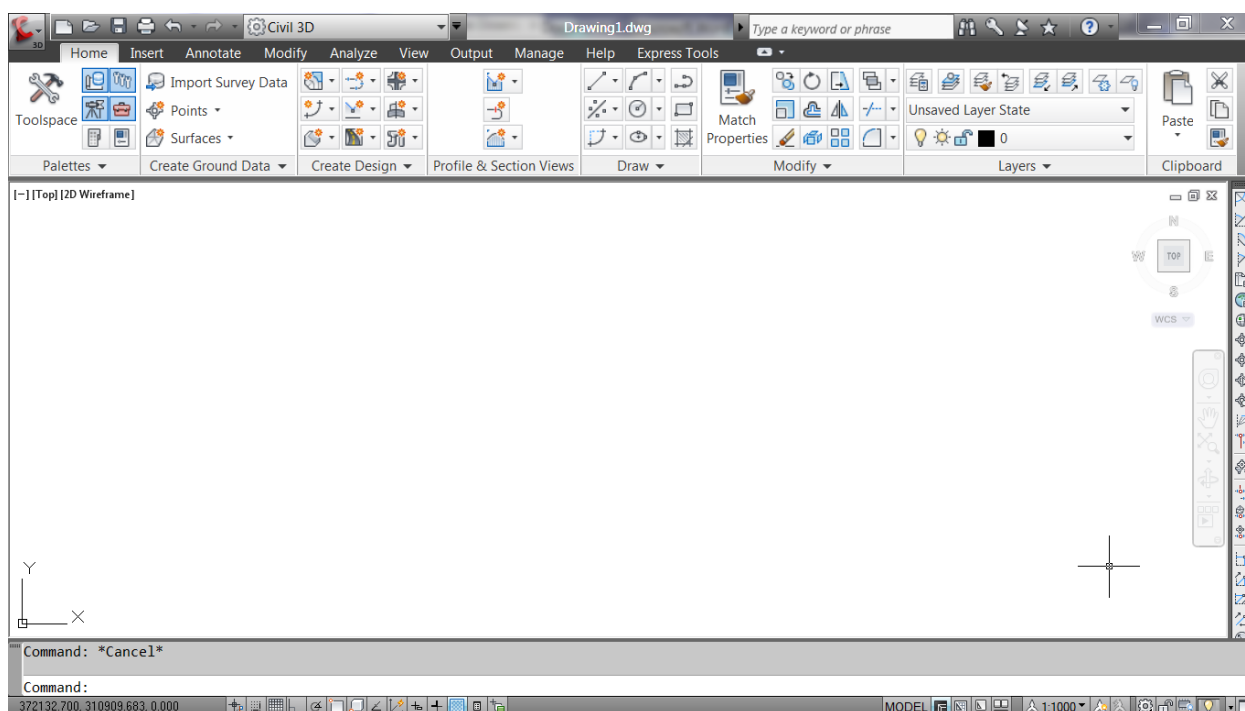 3D
Civil 3D
Drawing1.dwg
Type a keyword or phrase
?
Home Insert Annotate Modify Analyze View Output Manage Help Express Tools
Toolspace
Import Survey Data
Points
Surfaces
Match
Properties
Unsaved Layer State
0
Paste
Palettes Create Ground Data Create Design Profile & Section Views Draw Modify Layers Clipboard
[−] [Top] [2D Wireframe]
N
W TOP E
S
WCS
Y
X
Command: *Cancel*
Command:
372132.700, 310909.683, 0.000 MODEL 1:1000